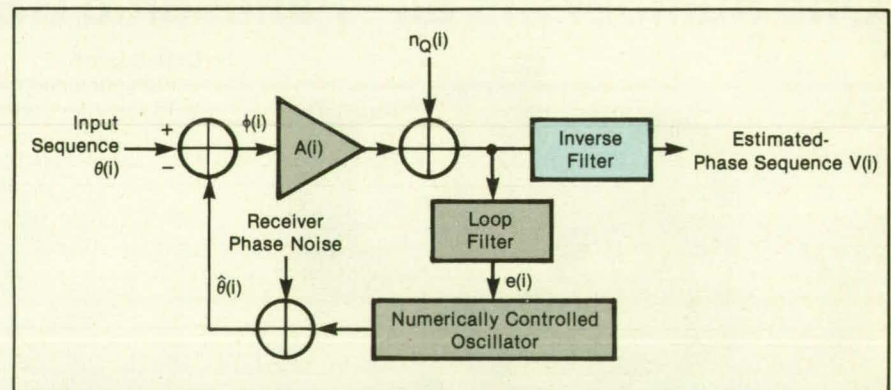 n_Q(i)
Input
Sequence
θ(i)
+
−
ϕ(i)
A(i)
Inverse
Filter
Estimated-
Phase Sequence V(i)
Receiver
Phase Noise
Loop
Filter
θ̂(i)
e(i)
Numerically Controlled
Oscillator